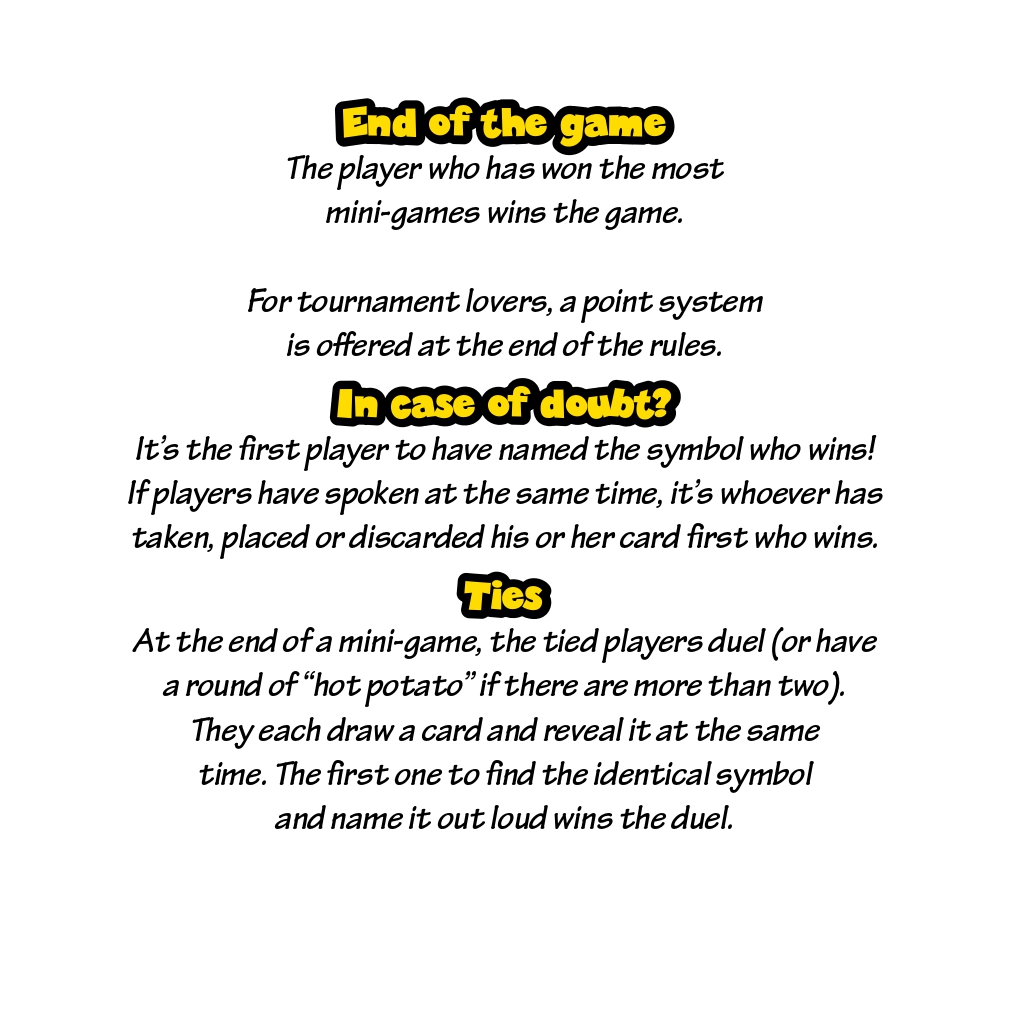 End of the game
The player who has won the most
mini-games wins the game.
For tournament lovers, a point system
is offered at the end of the rules.
In case of doubt?
It's the first player to have named the symbol who wins!
If players have spoken at the same time, it's whoever has
taken, placed or discarded his or her card first who wins.
Ties
At the end of a mini-game, the tied players duel (or have
a round of “hot potato” if there are more than two).
They each draw a card and reveal it at the same
time. The first one to find the identical symbol
and name it out loud wins the duel.